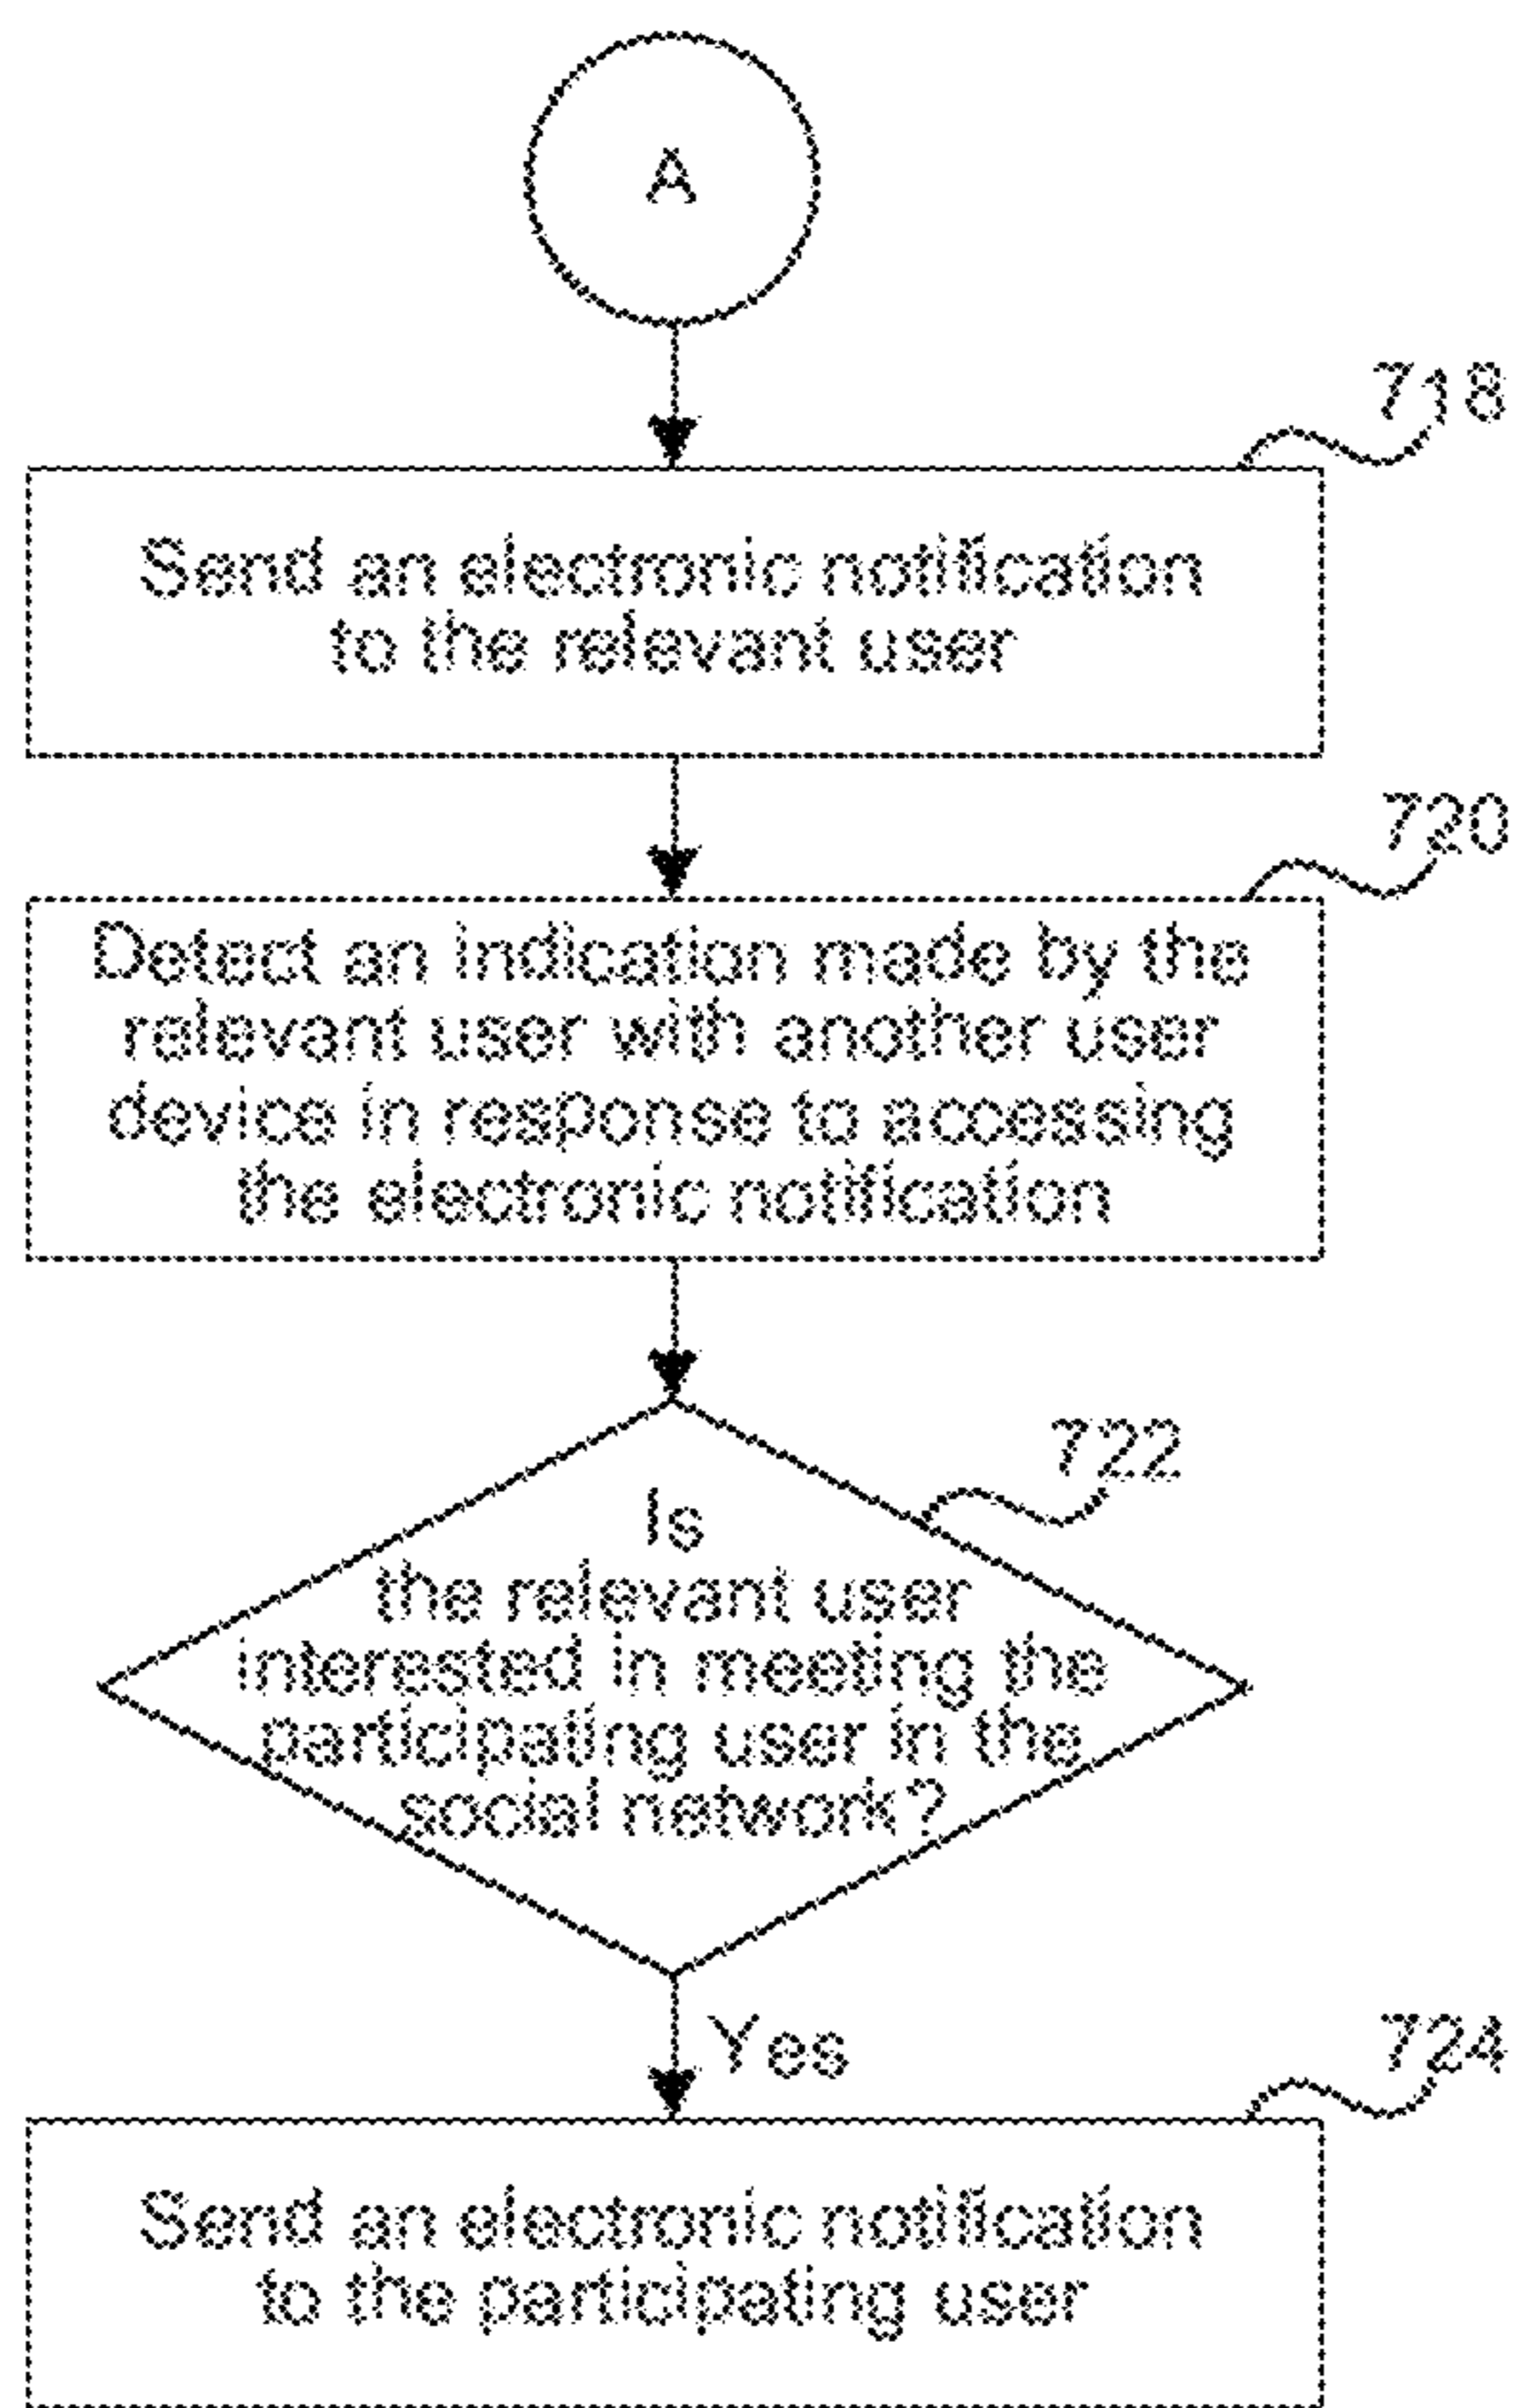 A
718
Send an electronic notification
to the relevant user
720
Detect an indication made by the
relevant user with another user
device in response to accessing
the electronic notification
722
Is
the relevant user
interested in meeting the
participating user in the
social network?
Yes
724
Send an electronic notification
to the participating user